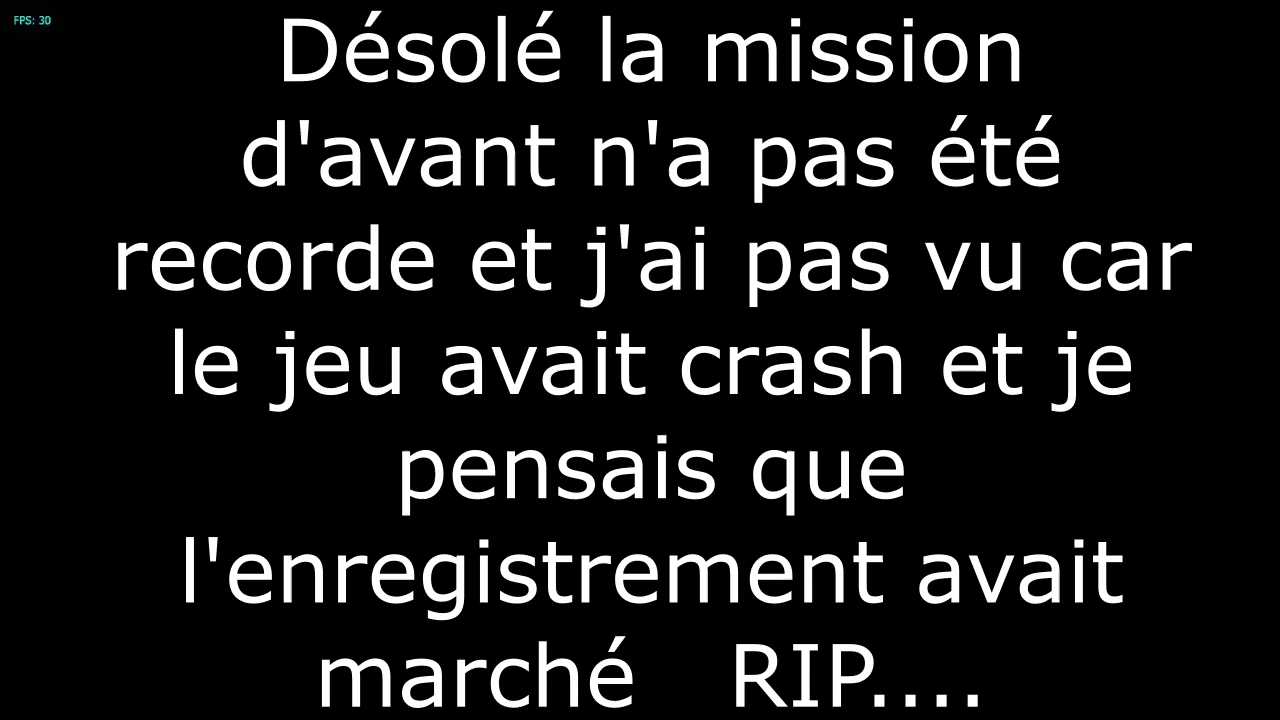 FPS: 30
Désolé la mission
d'avant n'a pas été
recorde et j'ai pas vu car
le jeu avait crash et je
pensais que
l'enregistrement avait
marché   RIP....